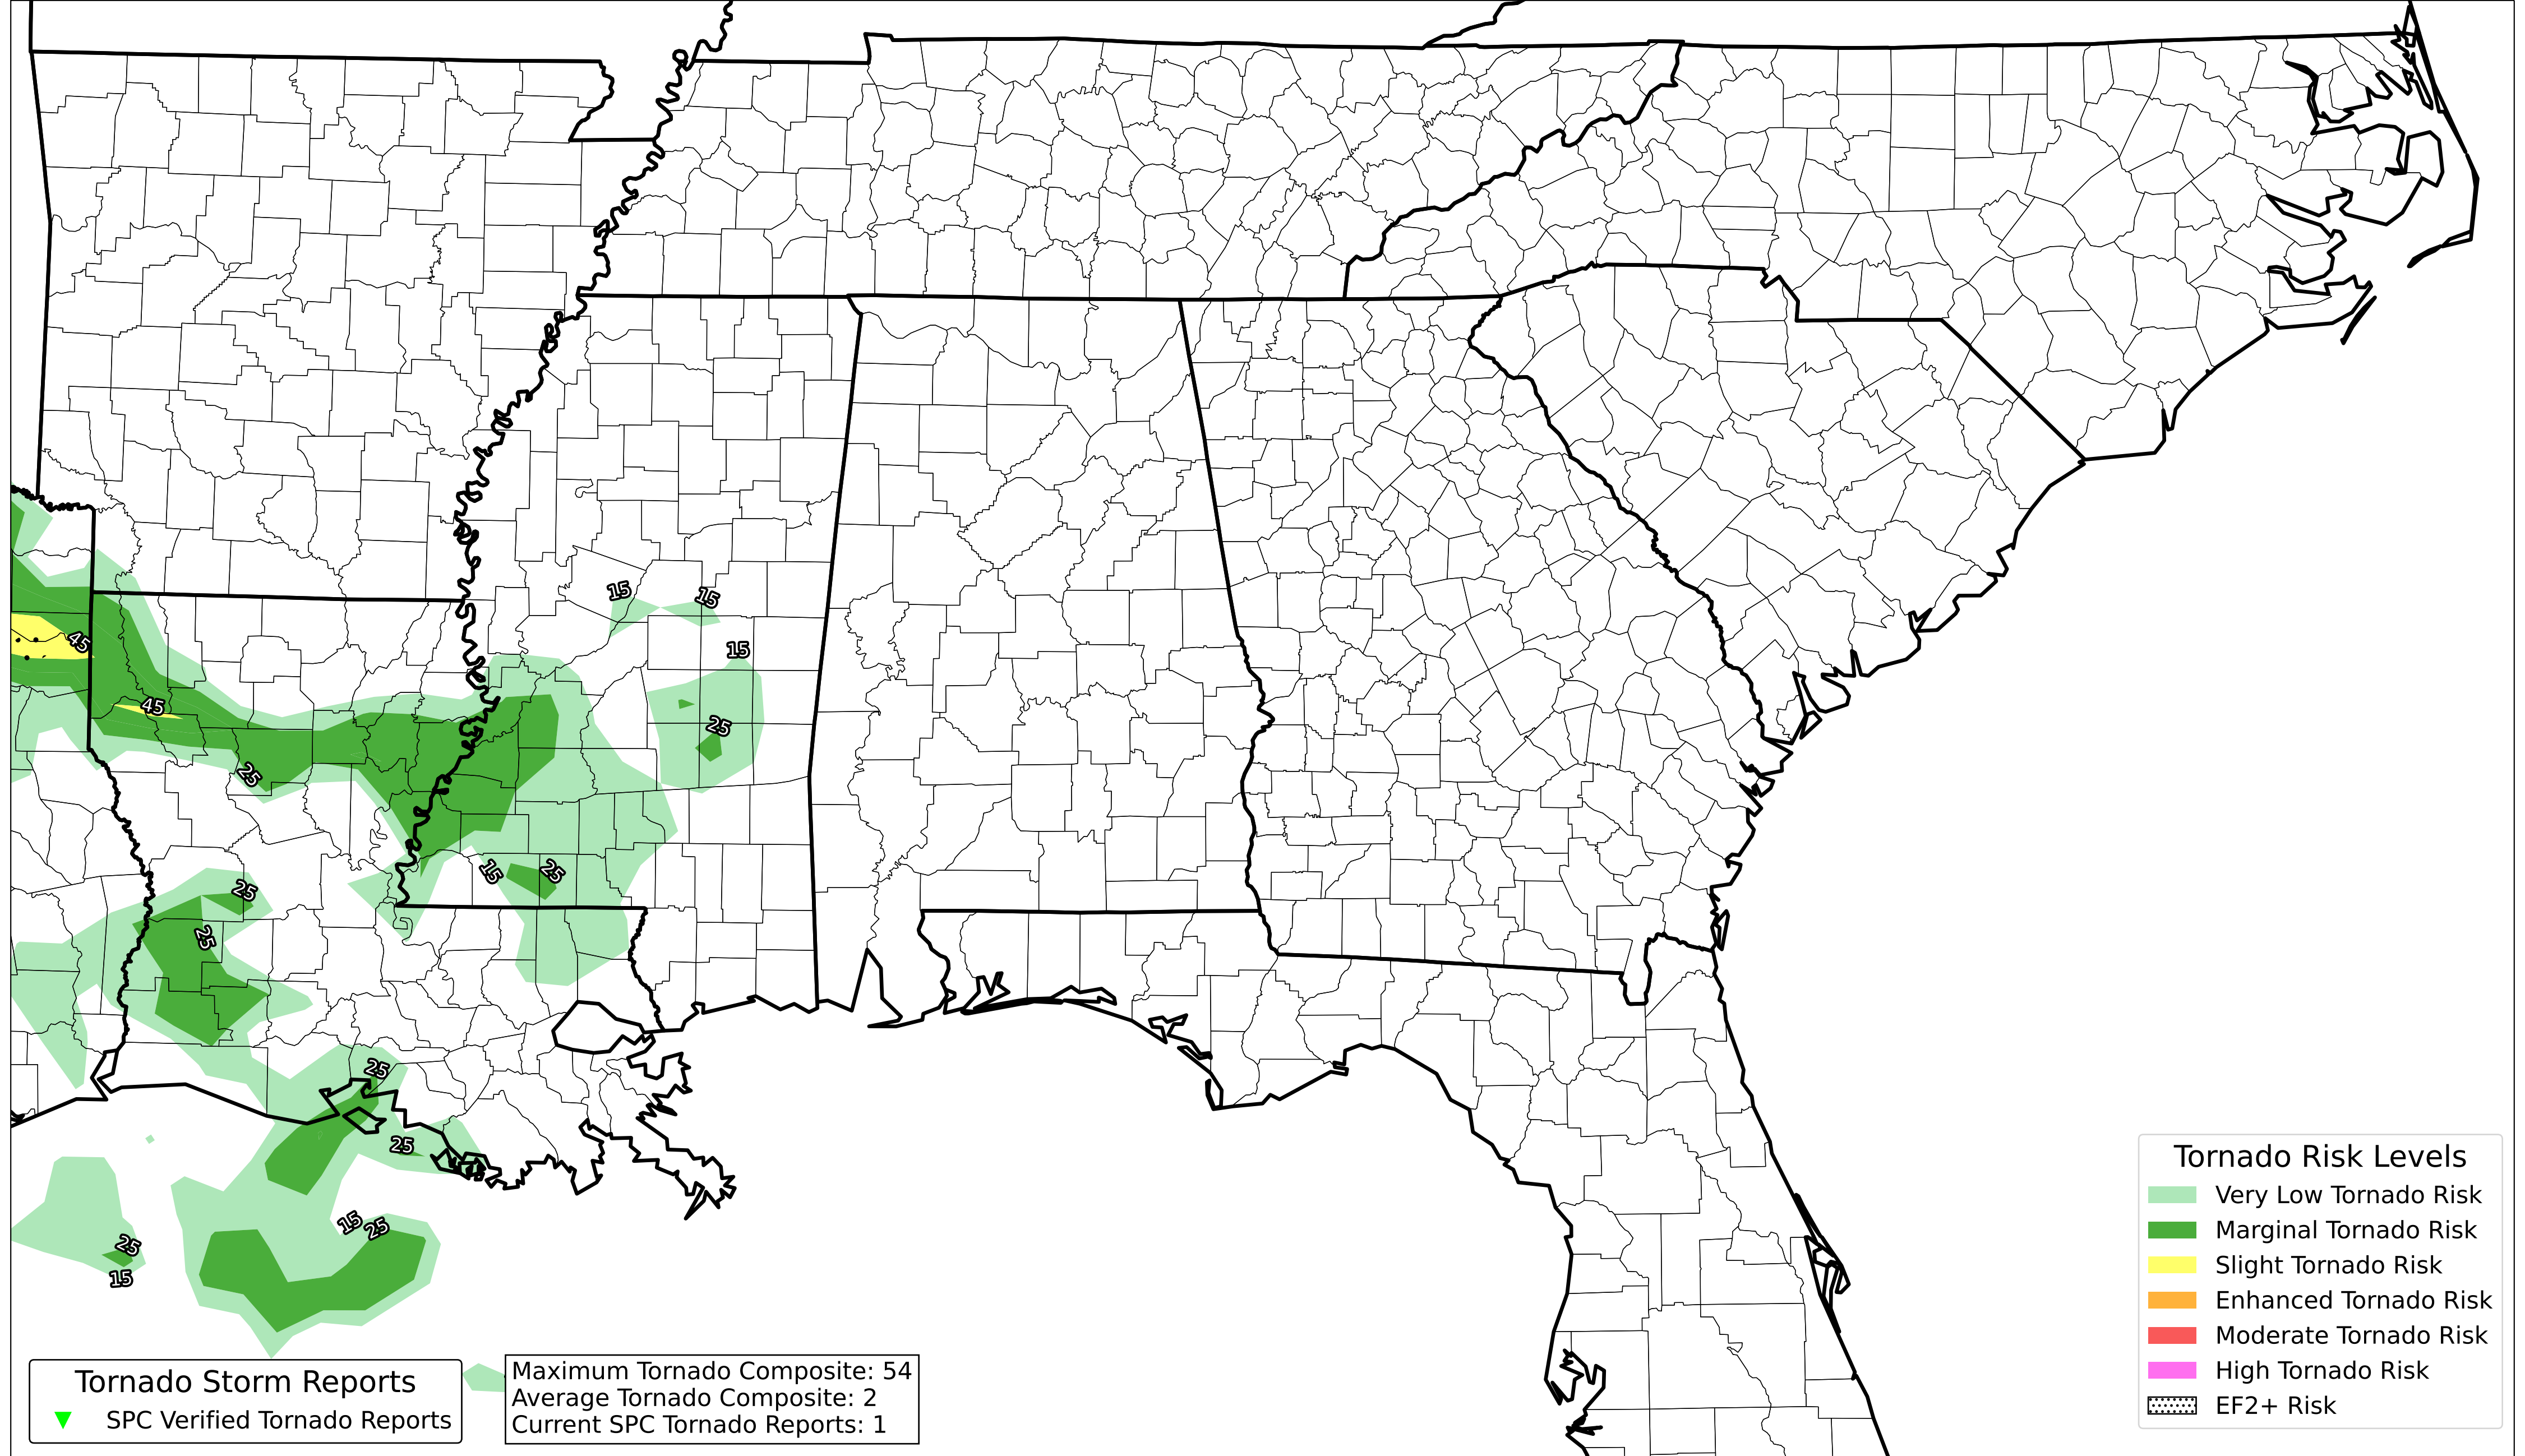 15
15
45
15
45
25
25
15
25
25
25
25
25
15
25
25
15
Tornado Risk Levels
Very Low Tornado Risk
Marginal Tornado Risk
Slight Tornado Risk
Enhanced Tornado Risk
Moderate Tornado Risk
High Tornado Risk
EF2+ Risk
Tornado Storm Reports
SPC Verified Tornado Reports
Maximum Tornado Composite: 54
Average Tornado Composite: 2
Current SPC Tornado Reports: 1